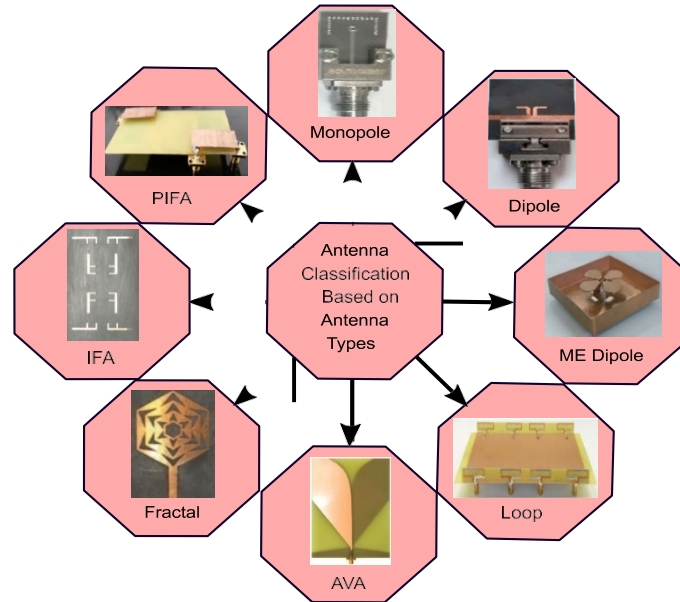 Monopole
PIFA
Dipole
Antenna
Classification
Based on
Antenna
Types
IFA
ME Dipole
Fractal
Loop
AVA